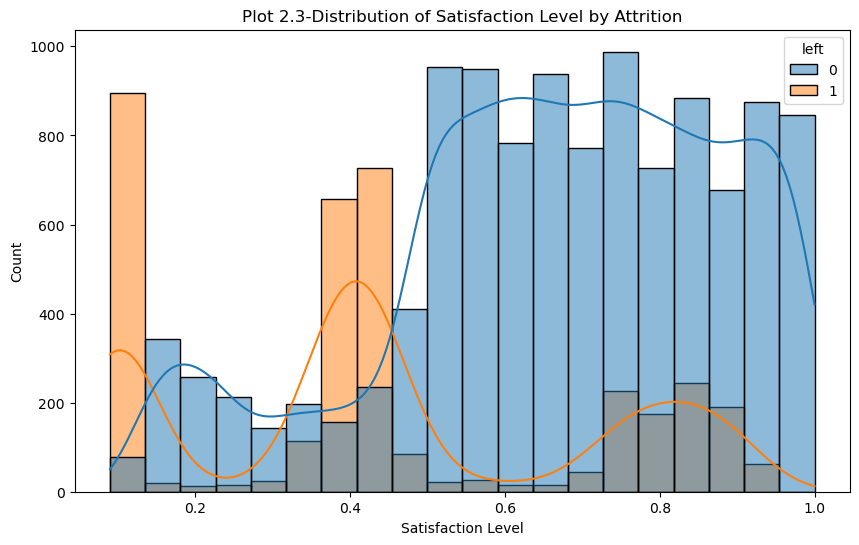 Plot 2.3-Distribution of Satisfaction Level by Attrition
left
0
1
Count
1000
800
600
400
200
0
0.2 0.4 0.6 0.8 1.0
Satisfaction Level